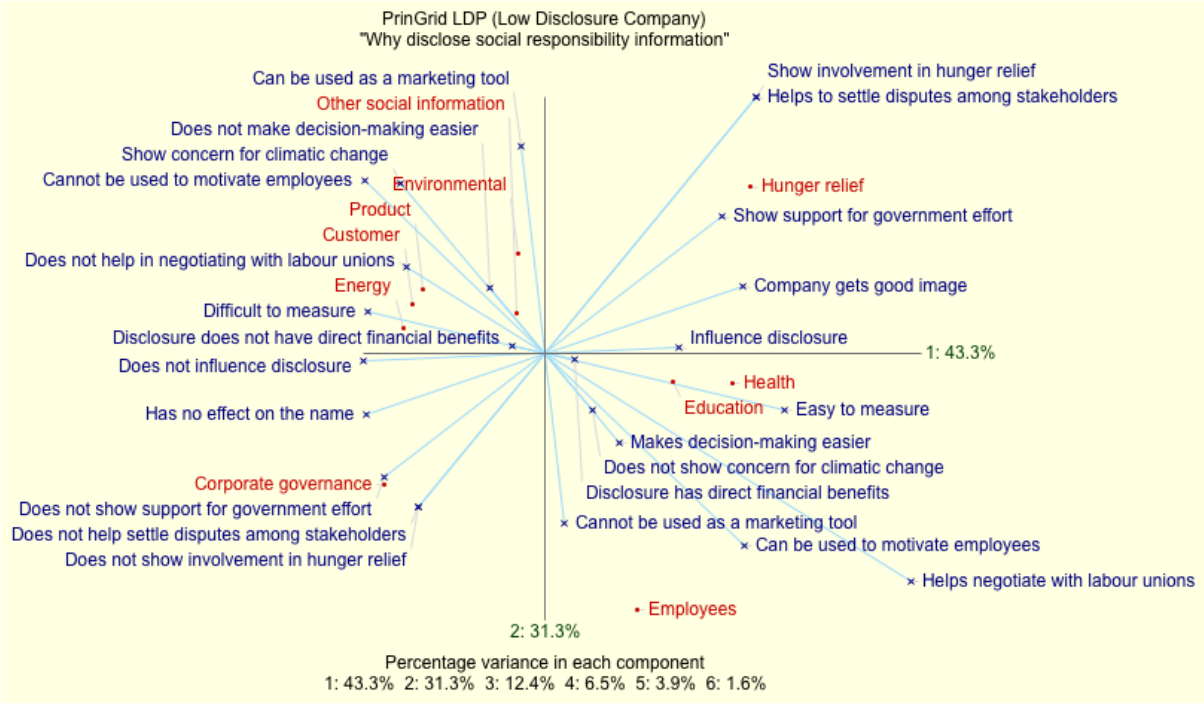 PrinGrid LDP (Low Disclosure Company)
"Why disclose social responsibility information"
Can be used as a marketing tool
Show involvement in hunger relief
Other social information
Helps to settle disputes among stakeholders
Does not make decision-making easier
Show concern for climatic change
Cannot be used to motivate employees
Environmental
Hunger relief
Product
Show support for government effort
Customer
Does not help in negotiating with labour unions
Energy
Company gets good image
Difficult to measure
Disclosure does not have direct financial benefits
Influence disclosure
1: 43.3%
Does not influence disclosure
Health
Education
Easy to measure
Has no effect on the name
Makes decision-making easier
Does not show concern for climatic change
Corporate governance
Disclosure has direct financial benefits
Does not show support for government effort
Cannot be used as a marketing tool
Does not help settle disputes among stakeholders
Can be used to motivate employees
Does not show involvement in hunger relief
Helps negotiate with labour unions
Employees
2: 31.3%
Percentage variance in each component
1: 43.3% 2: 31.3% 3: 12.4% 4: 6.5% 5: 3.9% 6: 1.6%